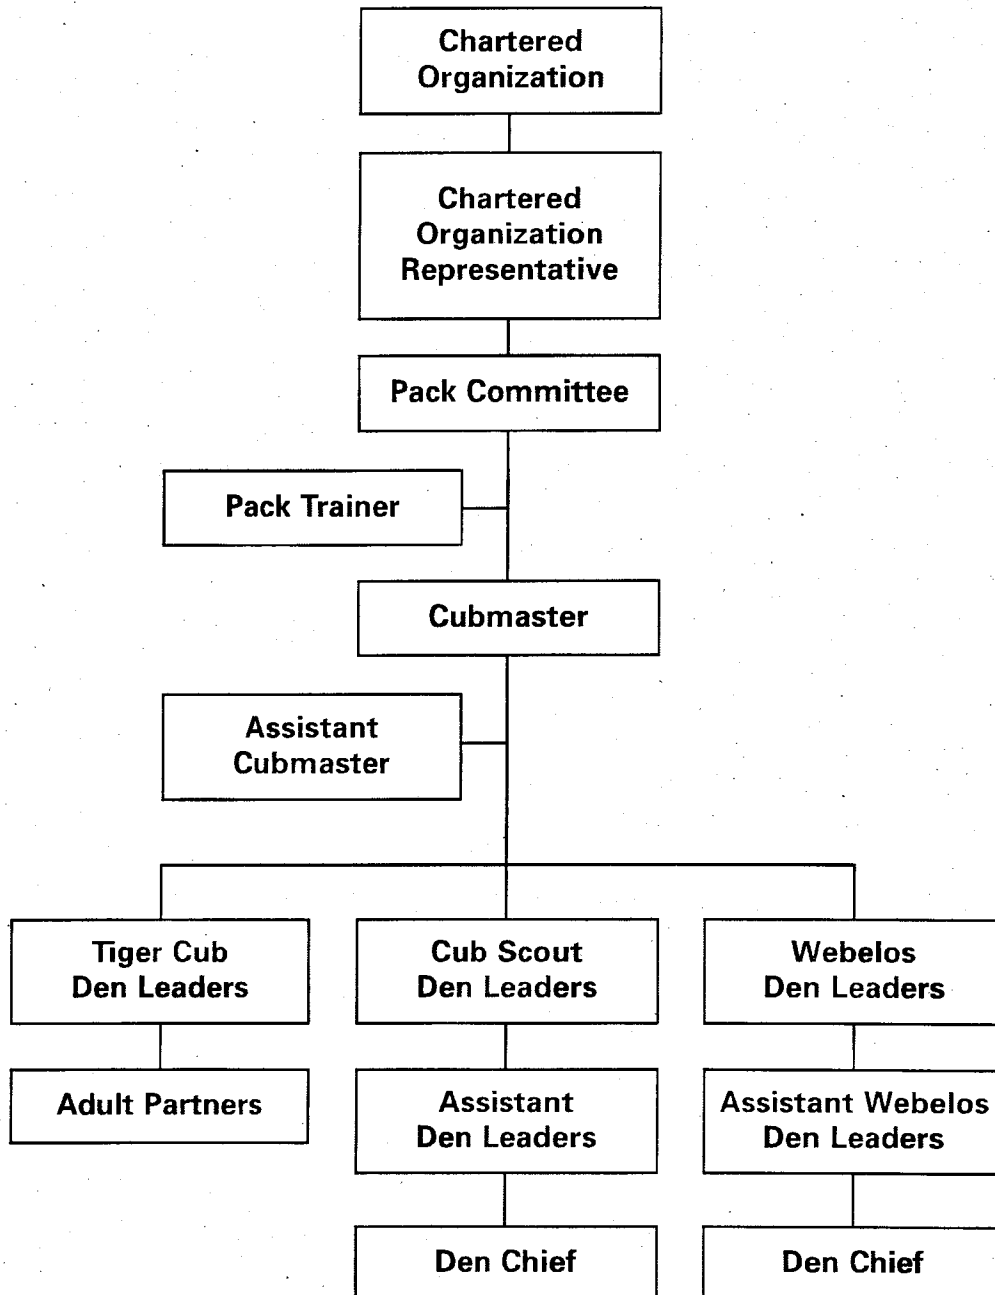 Chartered
Organization
Chartered
Organization
Representative
Pack Committee
Pack Trainer
Cubmaster
Assistant
Cubmaster
Tiger Cub
Den Leaders
Adult Partners
Cub Scout
Den Leaders
Assistant
Den Leaders
Den Chief
Webelos
Den Leaders
Assistant Webelos
Den Leaders
Den Chief